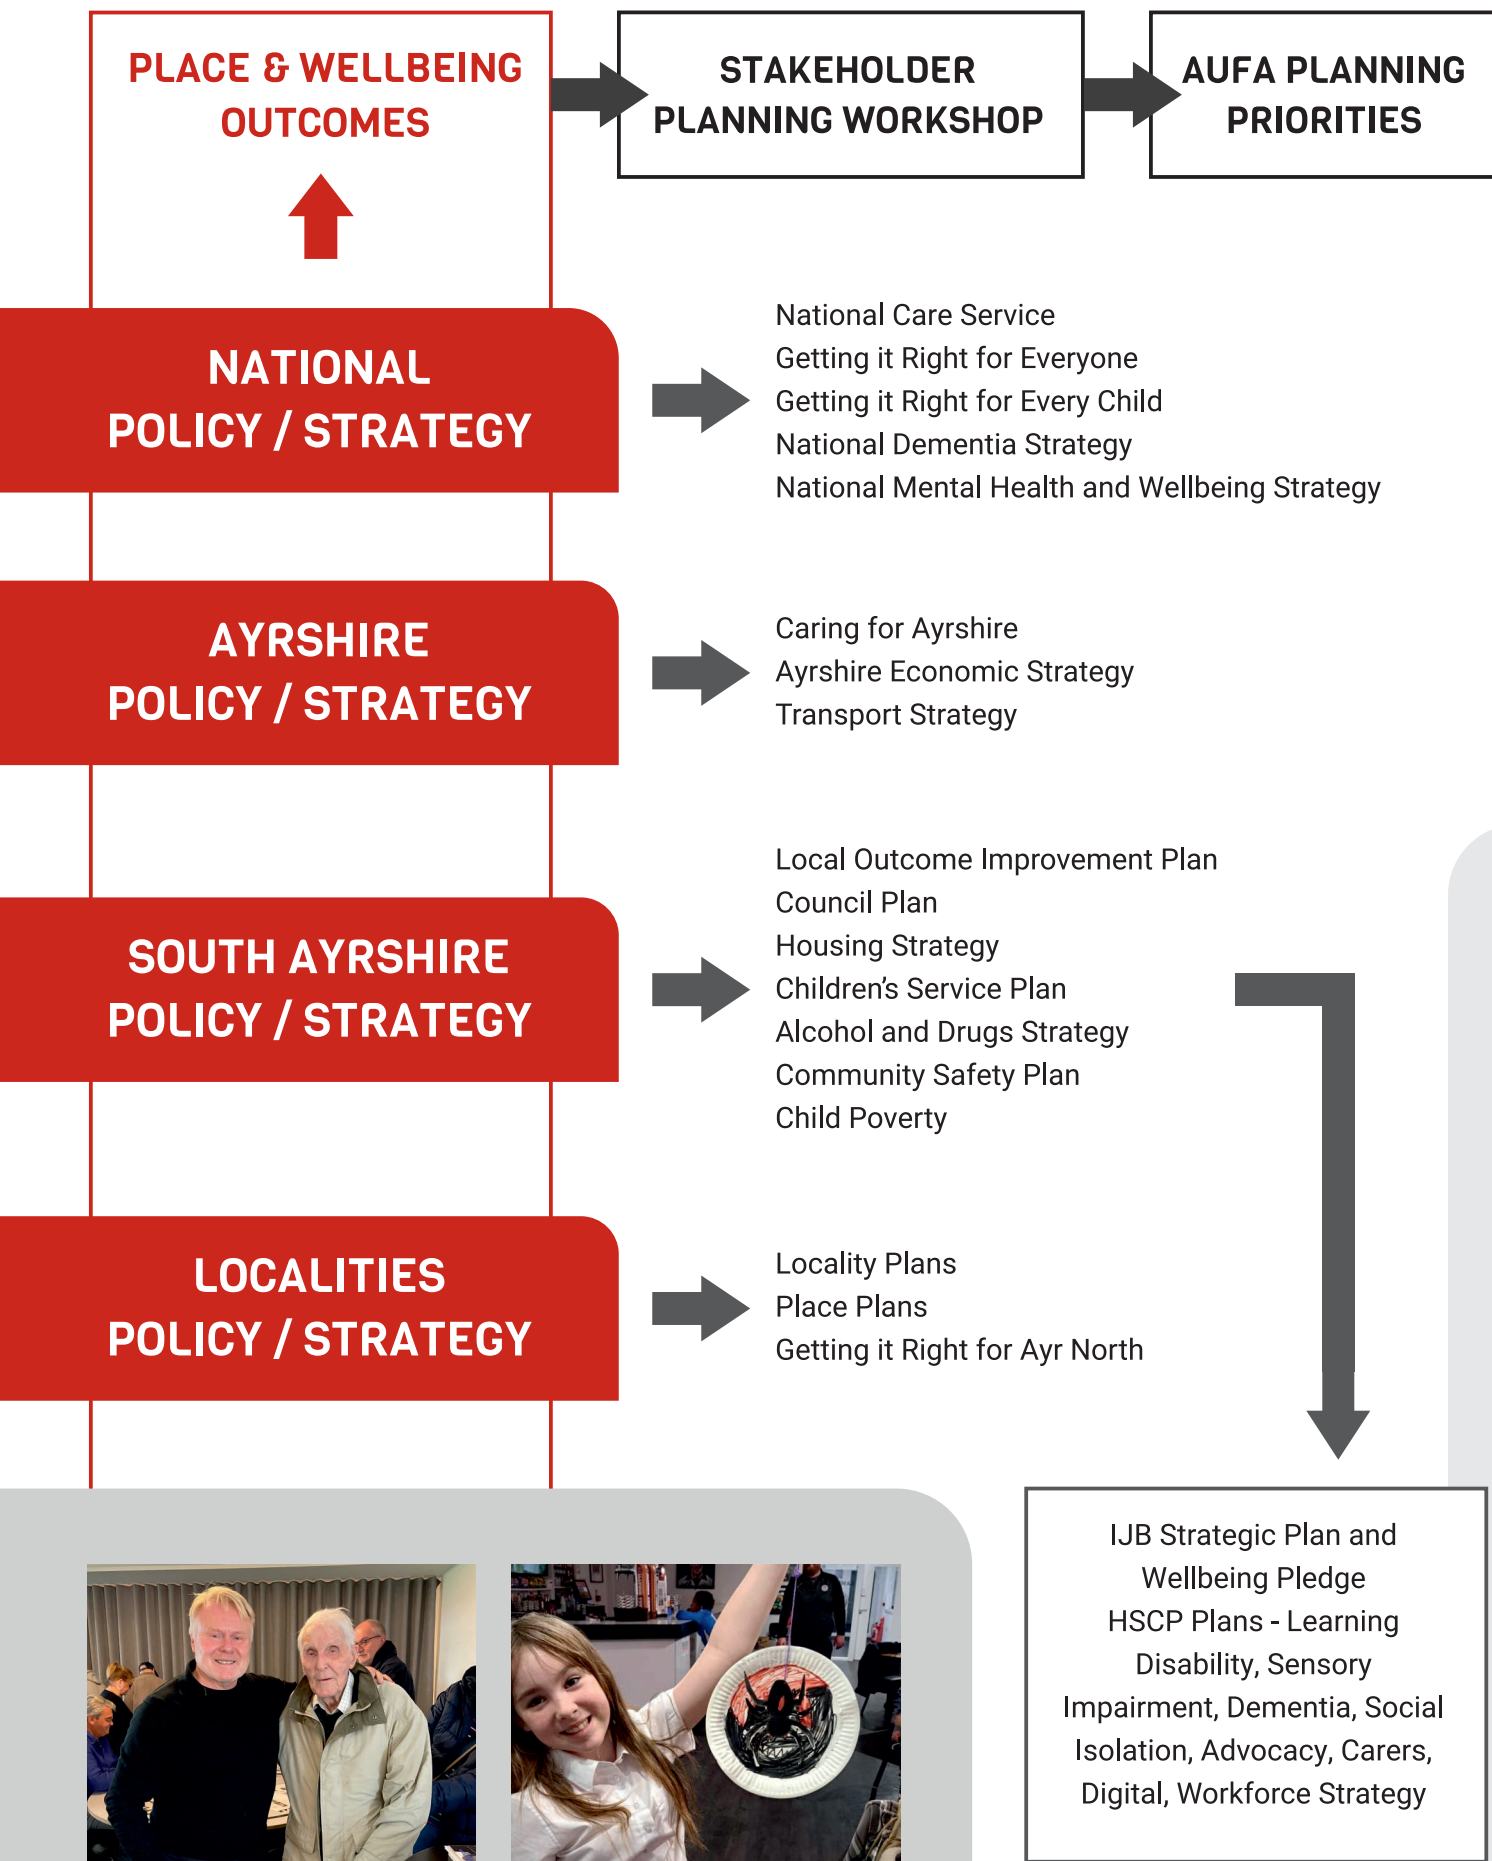 PLACE & WELLBEING
OUTCOMES
STAKEHOLDER
PLANNING WORKSHOP
AUFA PLANNING
PRIORITIES
NATIONAL
POLICY / STRATEGY
National Care Service
Getting it Right for Everyone
Getting it Right for Every Child
National Dementia Strategy
National Mental Health and Wellbeing Strategy
AYRSHIRE
POLICY / STRATEGY
Caring for Ayrshire
Ayrshire Economic Strategy
Transport Strategy
SOUTH AYRSHIRE
POLICY / STRATEGY
Local Outcome Improvement Plan
Council Plan
Housing Strategy
Children's Service Plan
Alcohol and Drugs Strategy
Community Safety Plan
Child Poverty
LOCALITIES
POLICY / STRATEGY
Locality Plans
Place Plans
Getting it Right for Ayr North
IJB Strategic Plan and
Wellbeing Pledge
HSCP Plans - Learning
Disability, Sensory
Impairment, Dementia, Social
Isolation, Advocacy, Carers,
Digital, Workforce Strategy